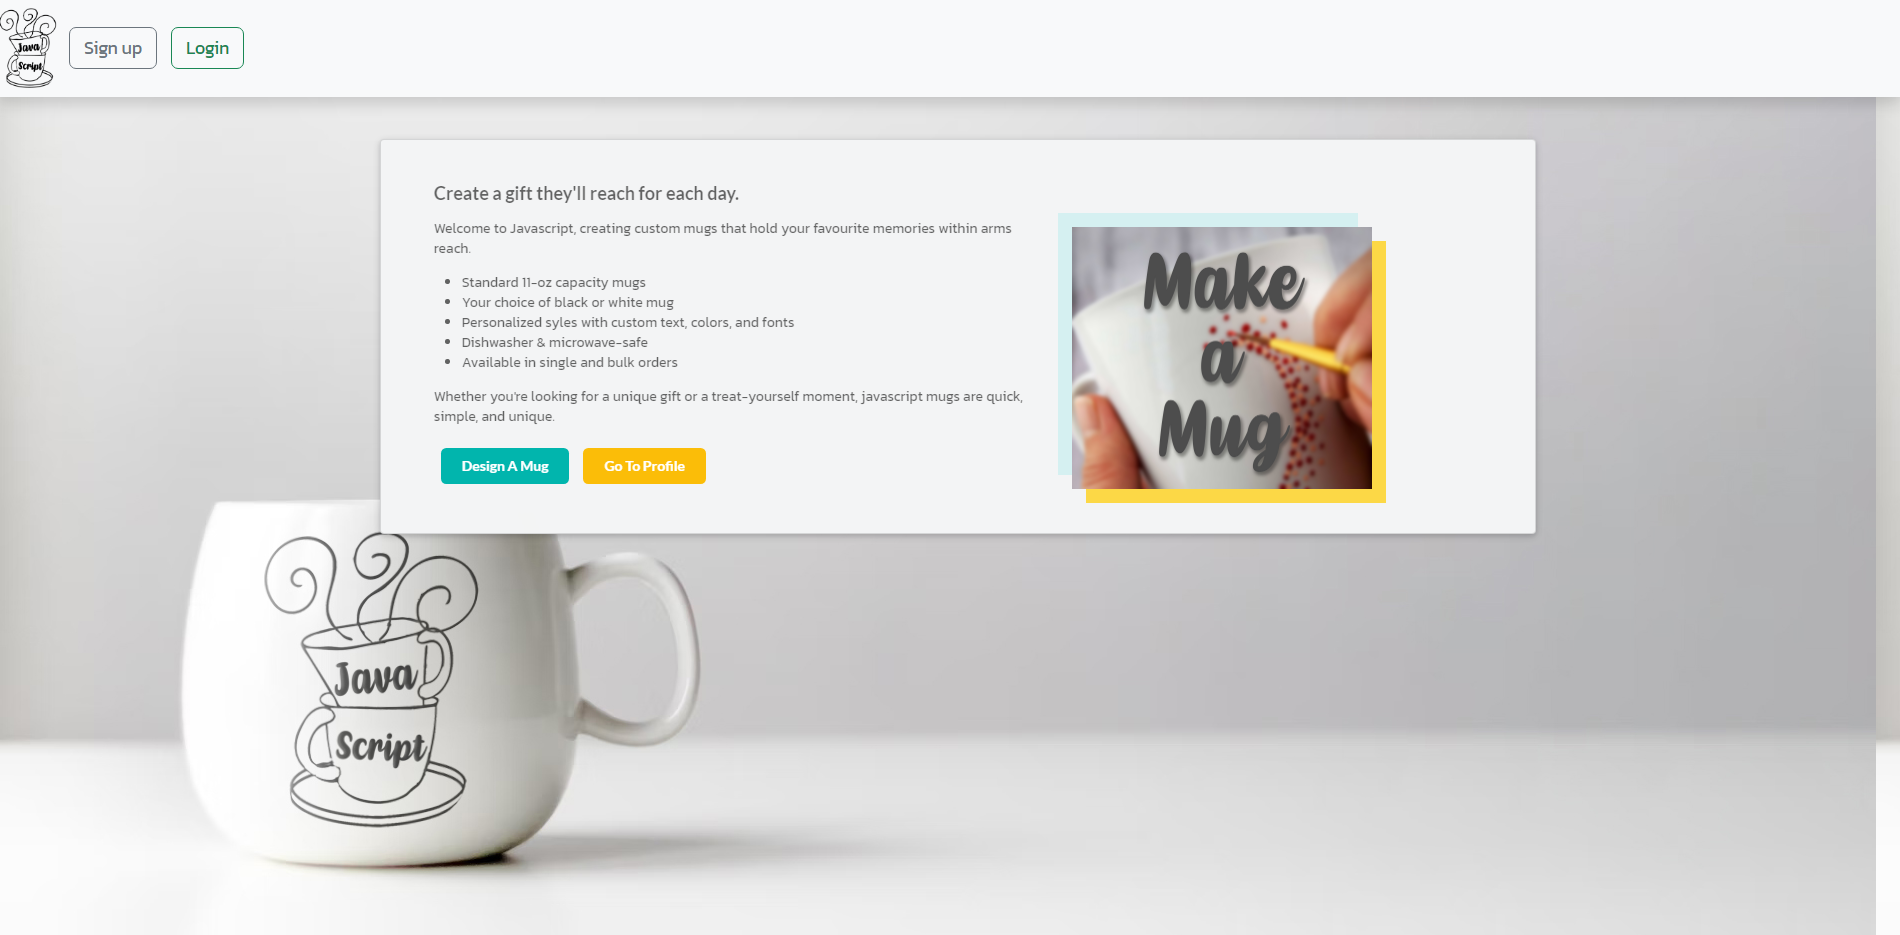 Java
Script
Sign up
Login
Create a gift they'll reach for each day.
Welcome to Javascript, creating custom mugs that hold your favourite memories within arms
reach.
Standard 11-oz capacity mugs
Your choice of black or white mug
Personalized syles with custom text, colors, and fonts
Dishwasher & microwave-safe
Available in single and bulk orders
Whether you're looking for a unique gift or a treat-yourself moment, javascript mugs are quick,
simple, and unique.
Design A Mug
Go To Profile
Make
a
Mug
Java
Script